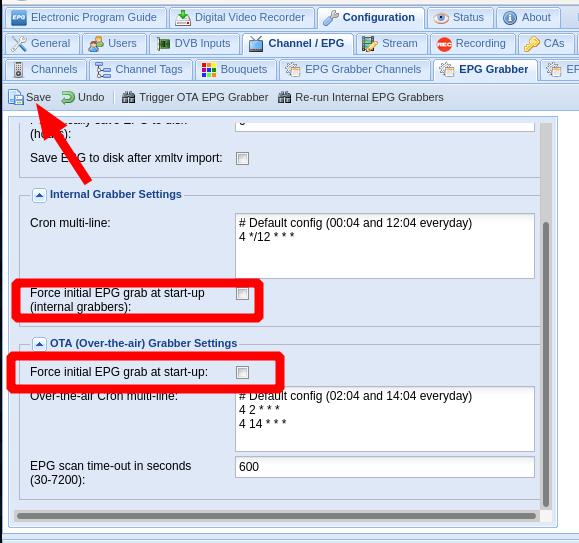 EPG Electronic Program Guide Digital Video Recorder Configuration Status About
General Users DVB Inputs Channel / EPG Stream REC Recording CAs
Channels Channel Tags Bouquets EPG Grabber Channels EPG Grabber EP
Save Undo Trigger OTA EPG Grabber Re-run Internal EPG Grabbers
Save EPG to disk after xmltv import:
Internal Grabber Settings
Cron multi-line:
# Default config (00:04 and 12:04 everyday)
4 */12 * * *
Force initial EPG grab at start-up
(internal grabbers):
OTA (Over-the-air) Grabber Settings
Force initial EPG grab at start-up:
Over-the-air Cron multi-line:
# Default config (02:04 and 14:04 everyday)
4 2 * * *
4 14 * * *
EPG scan time-out in seconds
(30-7200):
600